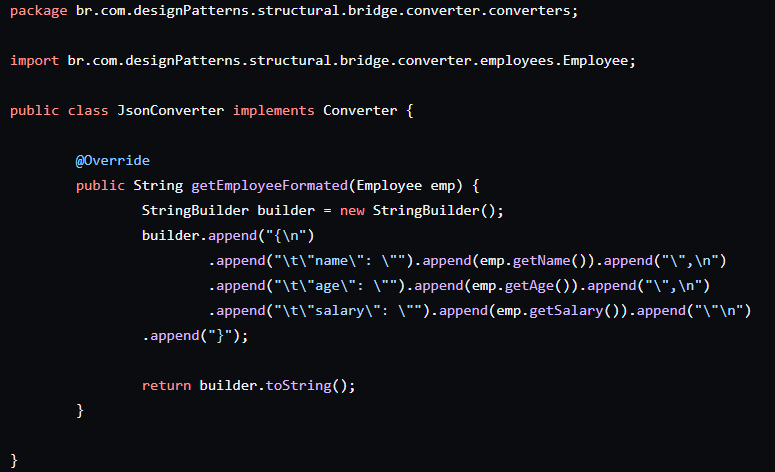 package br.com.designPatterns.structural.bridge.converter.converters;
import br.com.designPatterns.structural.bridge.converter.employees.Employee;
public class JsonConverter implements Converter {
@Override
public String getEmployeeFormated(Employee emp) {
StringBuilder builder = new StringBuilder();
builder.append("{\n")
.append("\t\"name\": \"").append(emp.getName()).append("\",\n")
.append("\t\"age\": \"").append(emp.getAge()).append("\",\n")
.append("\t\"salary\": \"").append(emp.getSalary()).append("\"\n")
.append("}");
return builder.toString();
}
}